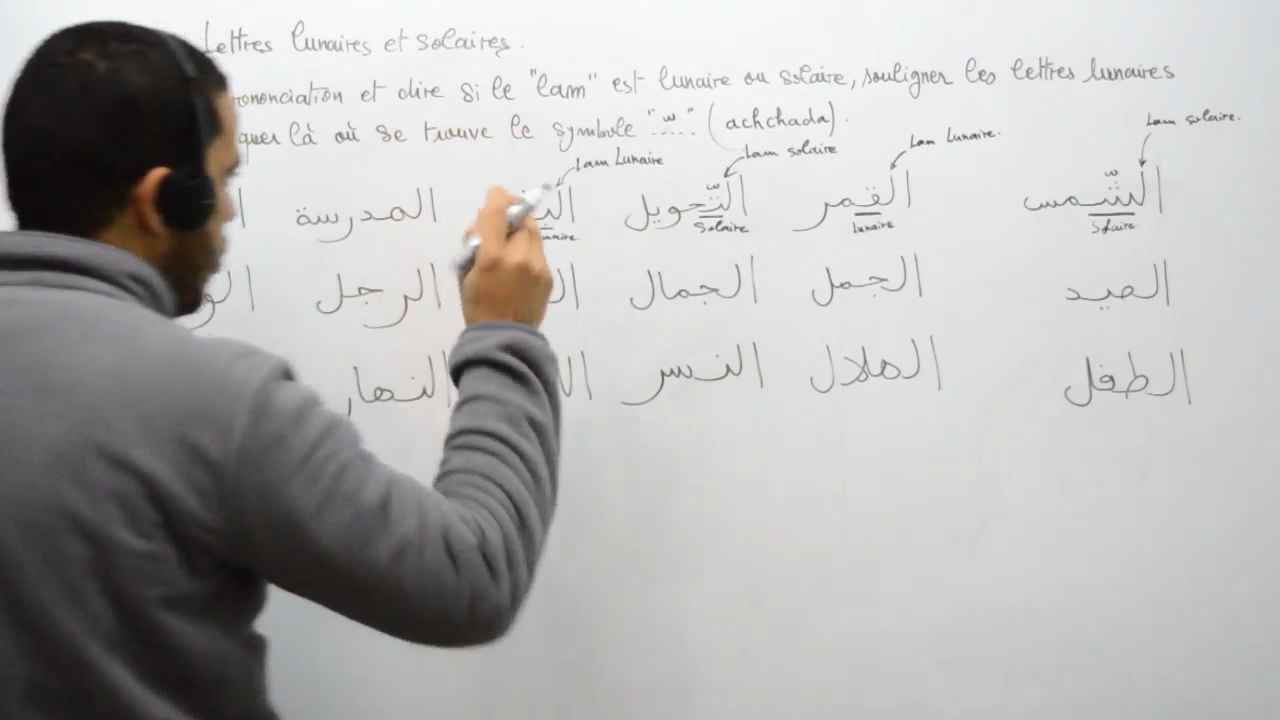 Lettres lunaires et solaires.
et dire si le "lam" est lunaire ou solaire, souligner les lettres lunaires
là où se trouve le symbole "ّ" (achchada).
lam solaire.
lam Lunaire.
lam solaire
lam Lunaire
الشّمس القمر التّحويل المدرسة
Solaire Lunaire Solaire
الصيد الجمل الجمال الرجل
الطفل الهلال النسر النهار